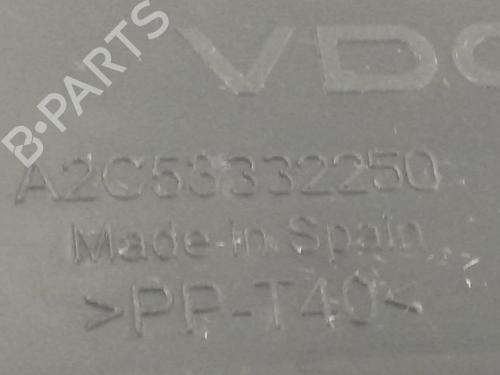 B-PARTS
VDO
A2C53332250
Made in Spain
>PP-T40<